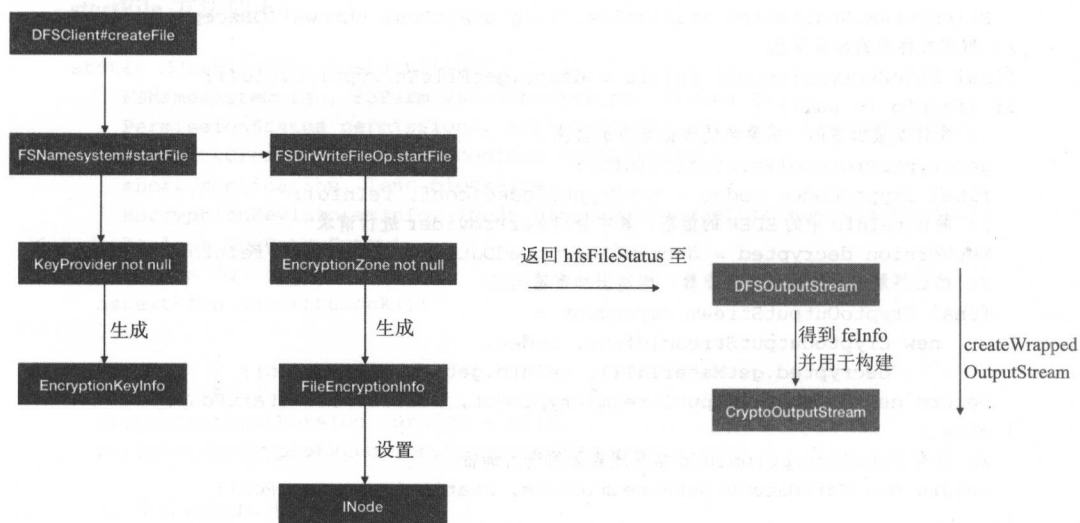 DFSClient#createFile
FSNamesystem#startFile
FSDirWriteFileOp.startFile
KeyProvider not null
EncryptionZone not null
返回 hfsFileStatus 至
DFSOutputStream
生成
生成
得到 feInfo
并用于构建
createWrapped
OutputStream
EncryptionKeyInfo
FileEncryptionInfo
CryptoOutputStream
设置
INode